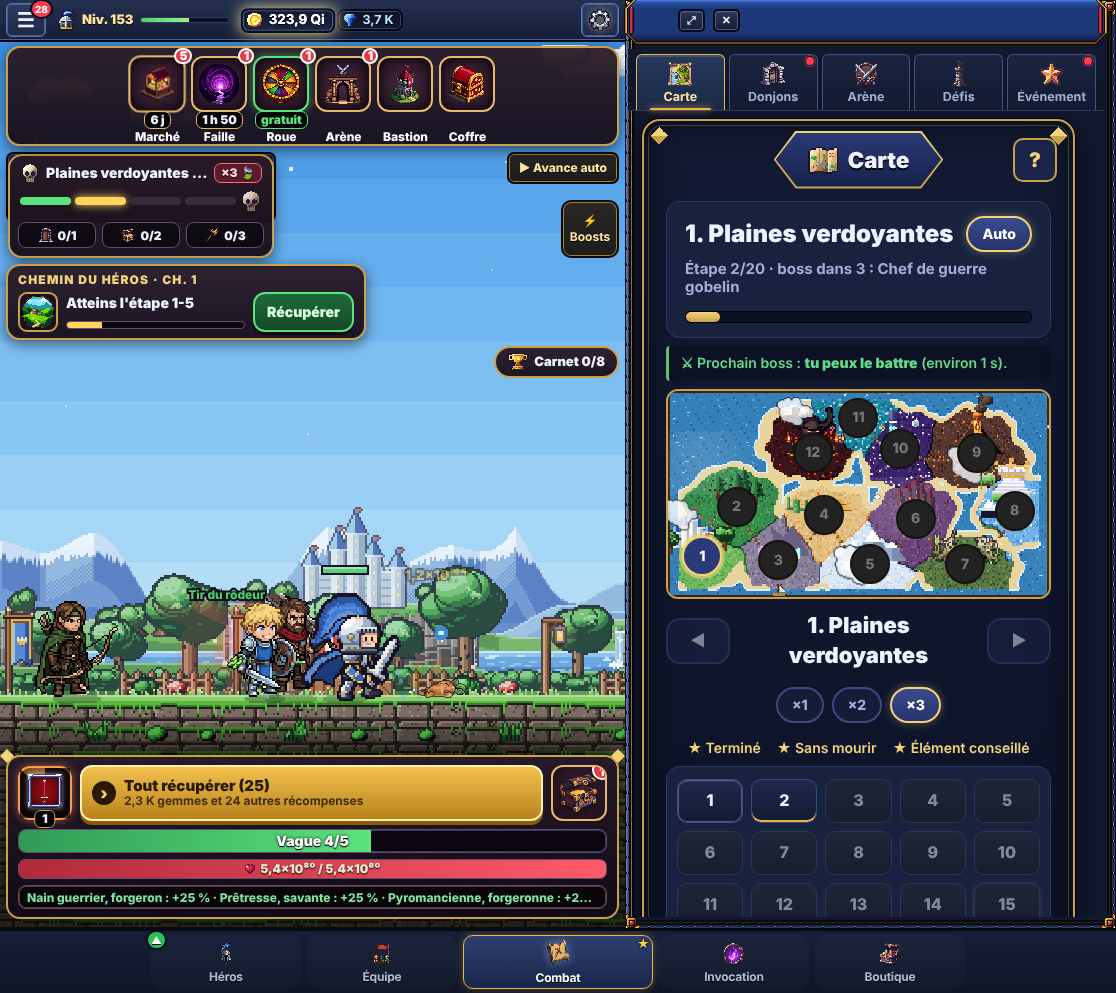 28
Niv. 153
323,9 Qi
3,7 K
5
1
1
1
6 j
1 h 50
gratuit
Marché
Faille
Roue
Arène
Bastion
Coffre
Plaines verdoyantes ...
×3
0/1
0/2
0/3
▶ Avance auto
Boosts
CHEMIN DU HÉROS · CH. 1
Atteins l'étape 1-5
Récupérer
Carnet 0/8
Tir du rôdeur
Tout récupérer (25)
2,3 K gemmes et 24 autres récompenses
1
Vague 4/5
5,4×10⁸⁰ / 5,4×10⁸⁰
Nain guerrier, forgeron : +25 % · Prêtresse, savante : +25 % · Pyromancienne, forgeronne : +2...
Carte
Donjons
Arène
Défis
Événement
Carte
?
1. Plaines verdoyantes
Auto
Étape 2/20 · boss dans 3 : Chef de guerre
gobelin
⚔ Prochain boss : tu peux le battre (environ 1 s).
11
12
10
9
2
4
6
8
1
3
5
7
◀
1. Plaines
verdoyantes
▶
×1
×2
×3
★ Terminé
★ Sans mourir
★ Élément conseillé
1
2
3
4
5
6
7
8
9
10
11
12
13
14
15
Héros
Équipe
Combat
Invocation
Boutique